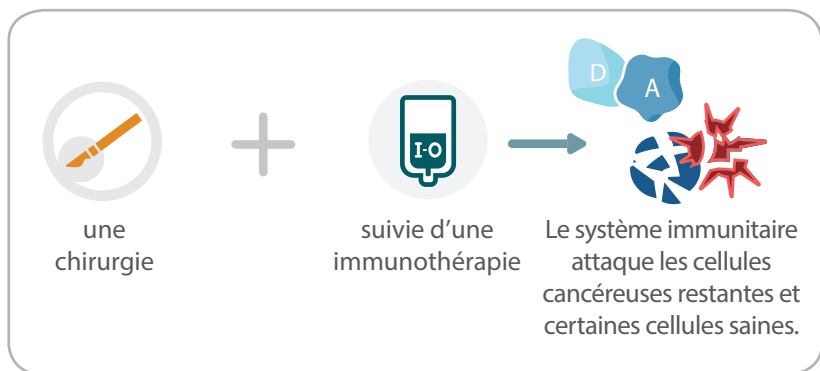 D
A
I-O
une
chirurgie
suivie d’une
immunothérapie
Le système immunitaire
attaque les cellules
cancéreuses restantes et
certaines cellules saines.